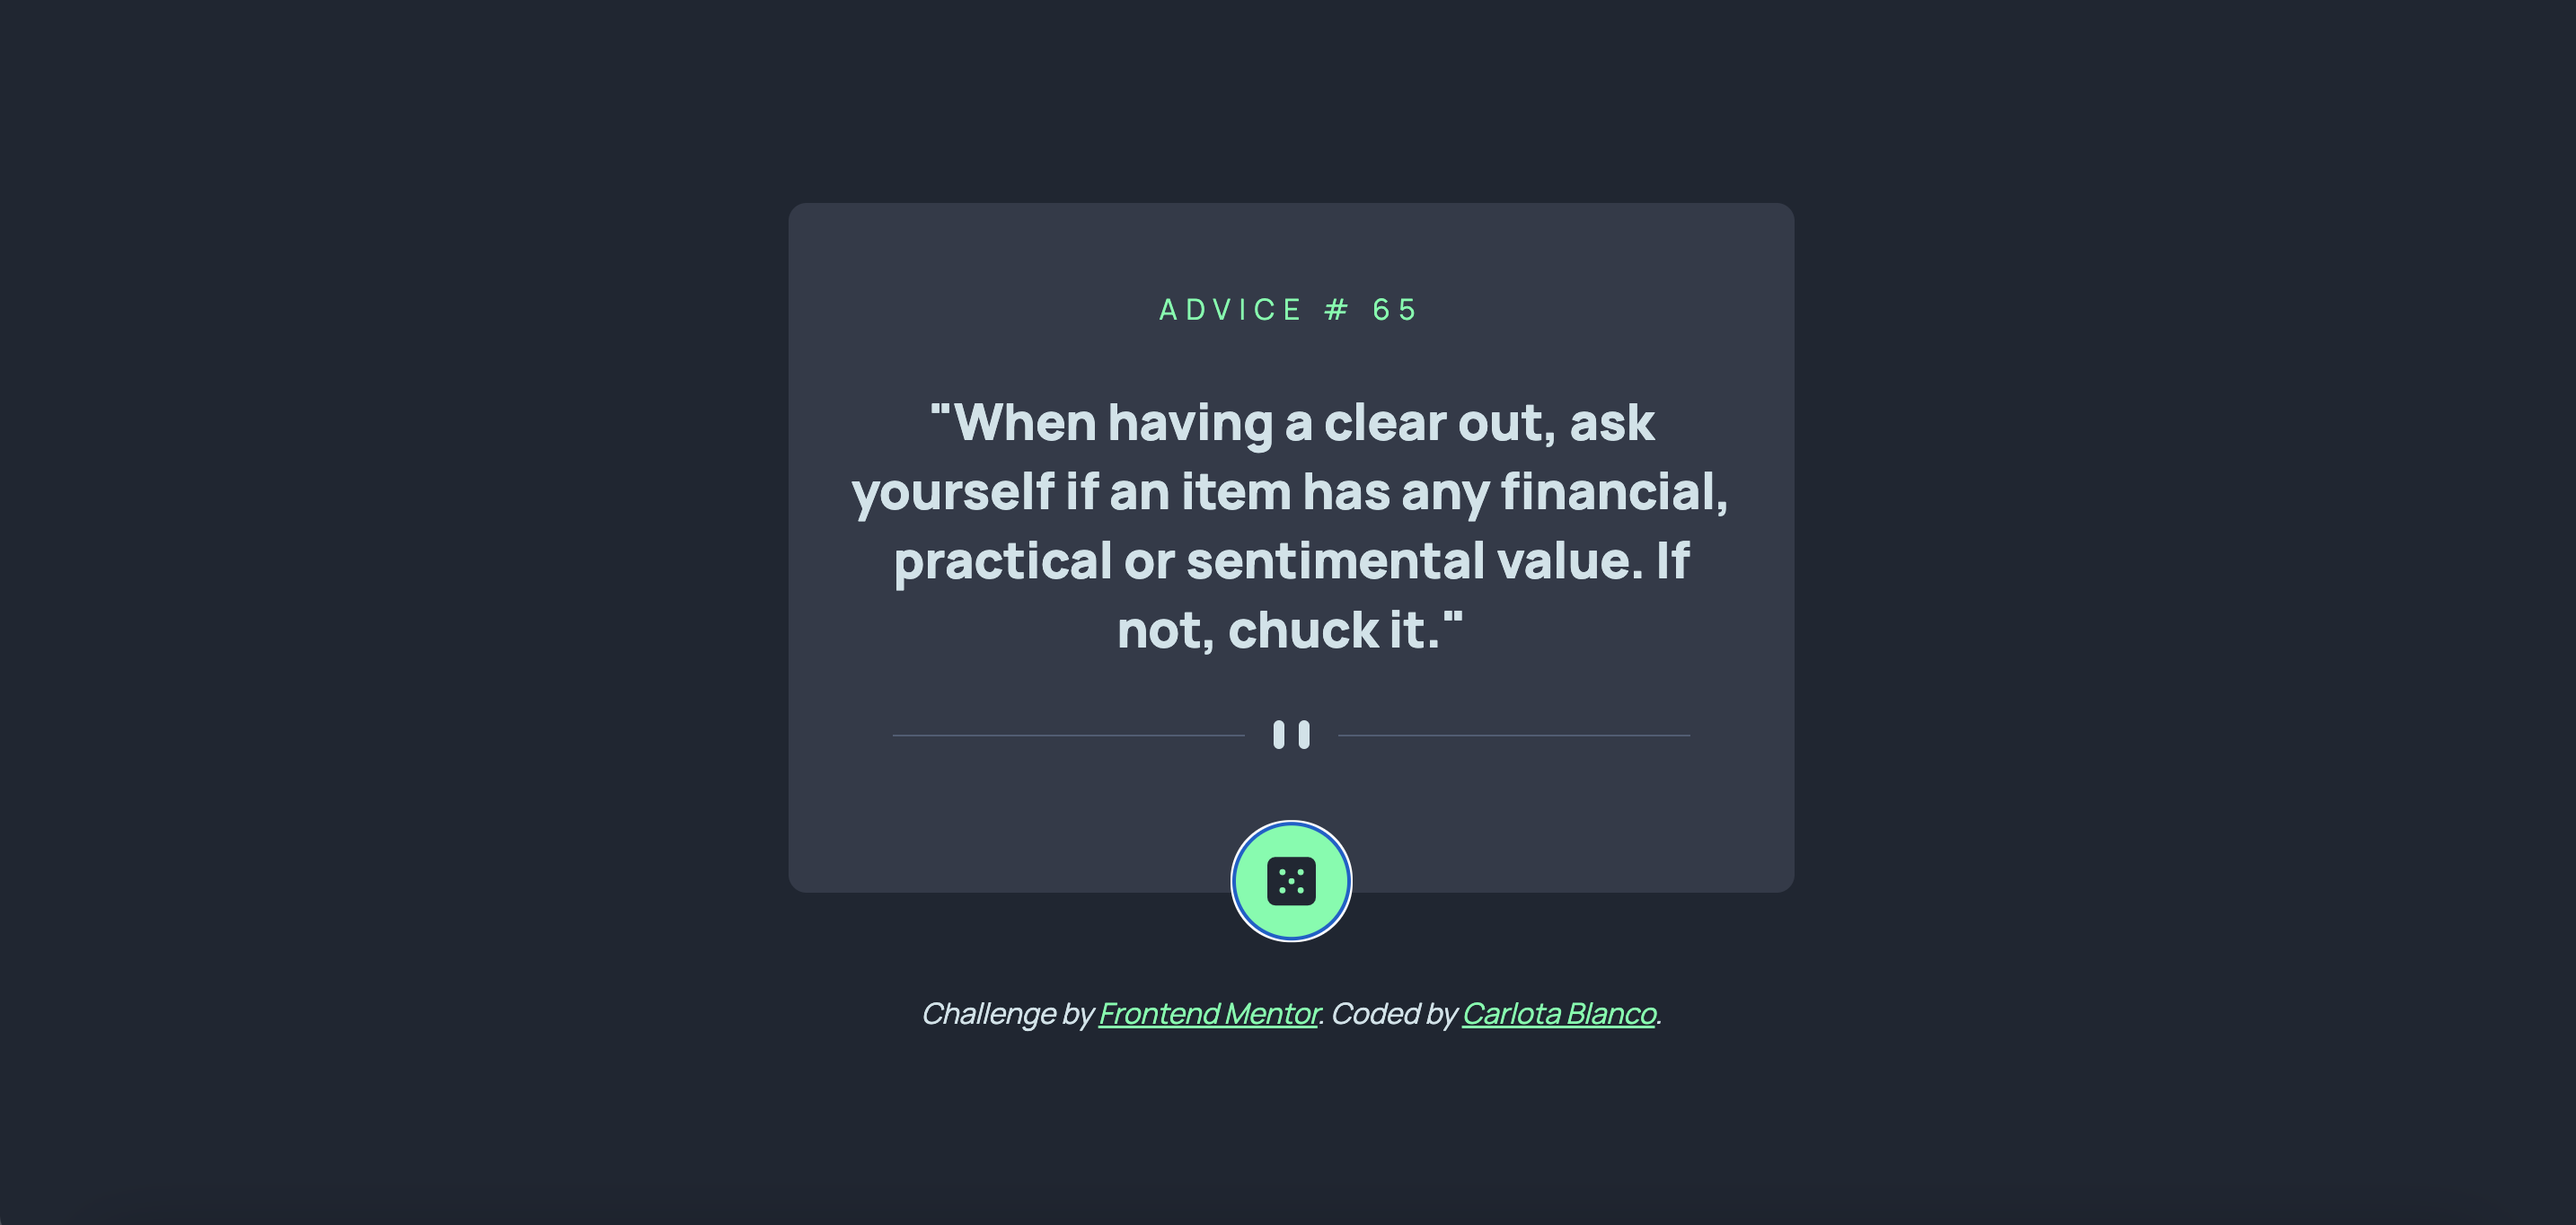 ADVICE # 65
"When having a clear out, ask
yourself if an item has any financial,
practical or sentimental value. If
not, chuck it."
Challenge by Frontend Mentor. Coded by Carlota Blanco.